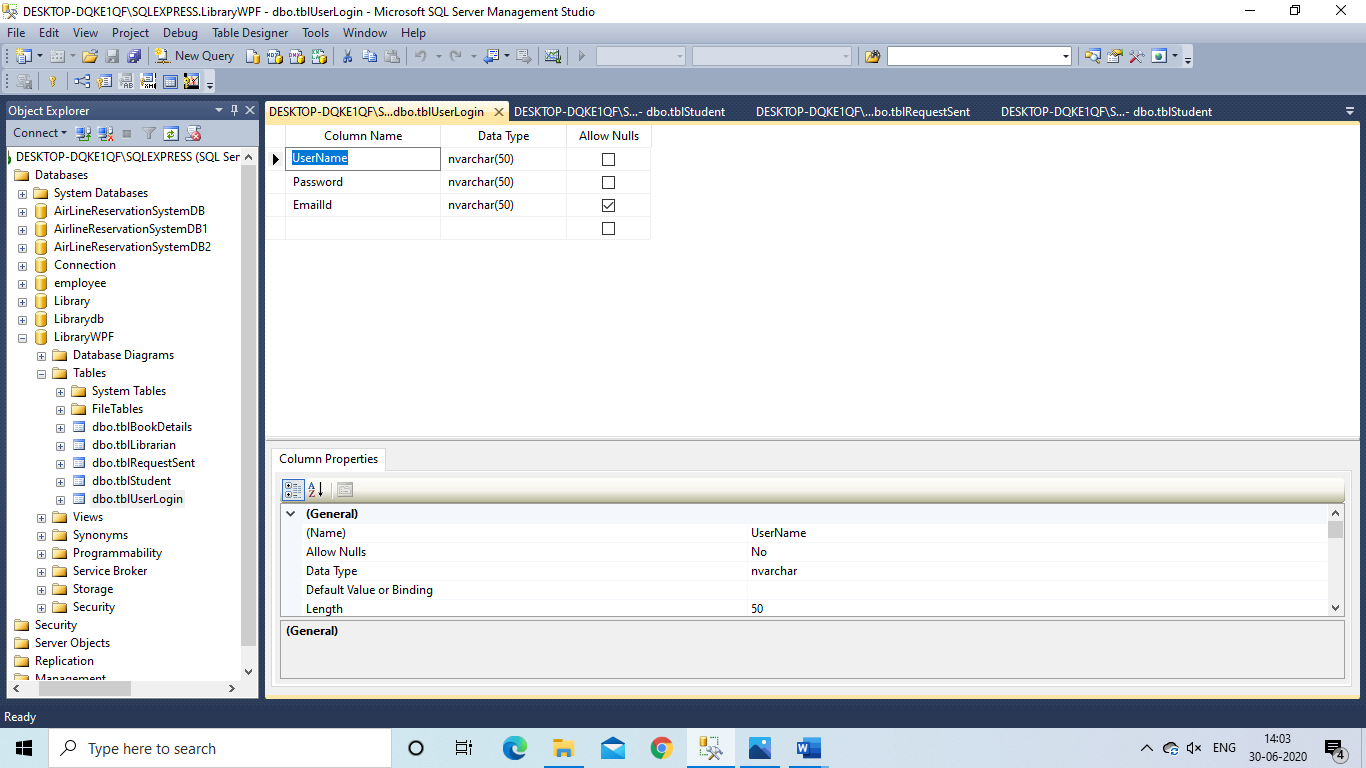 DESKTOP-DQKE1QF\SQLEXPRESS.LibraryWPF - dbo.tblUserLogin - Microsoft SQL Server Management Studio
File Edit View Project Debug Table Designer Tools Window Help
New Query
Object Explorer
Connect
DESKTOP-DQKE1QF\SQLEXPRESS (SQL Ser
Databases
System Databases
AirLineReservationSystemDB
AirlineReservationSystemDB1
AirLineReservationSystemDB2
Connection
employee
Library
Librarydb
LibraryWPF
Database Diagrams
Tables
System Tables
FileTables
dbo.tblBookDetails
dbo.tblLibrarian
dbo.tblRequestSent
dbo.tblStudent
dbo.tblUserLogin
Views
Synonyms
Programmability
Service Broker
Storage
Security
Security
Server Objects
Replication
Management
DESKTOP-DQKE1QF\S...dbo.tblUserLogin DESKTOP-DQKE1QF\S...- dbo.tblStudent DESKTOP-DQKE1QF\...bo.tblRequestSent DESKTOP-DQKE1QF\S...- dbo.tblStudent
Column Name Data Type Allow Nulls
UserName nvarchar(50)
Password nvarchar(50)
EmailId nvarchar(50)
Column Properties
(General)
(Name) UserName
Allow Nulls No
Data Type nvarchar
Default Value or Binding
Length 50
(General)
Ready
Type here to search
ENG
14:03
30-06-2020
4